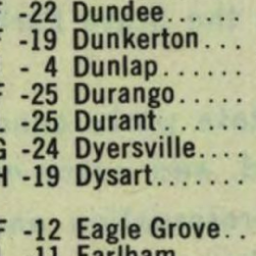 F -22 Dundee......
F -19 Dunkerton...
- 4 Dunlap......
F -25 Durango.....
L -25 Durant......
G -24 Dyersville....
H -19 Dysart.......
F -12 Eagle Grove..
11 Earlham